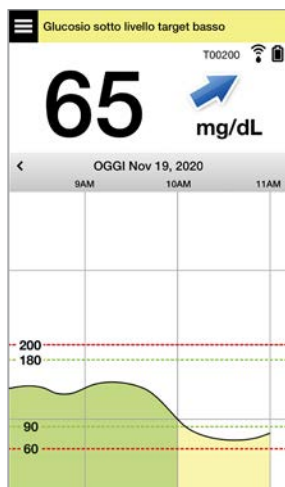 Glucosio sotto livello target basso
T00200
65
mg/dL
< OGGI Nov 19, 2020
9AM 10AM 11AM
200
180
90
60